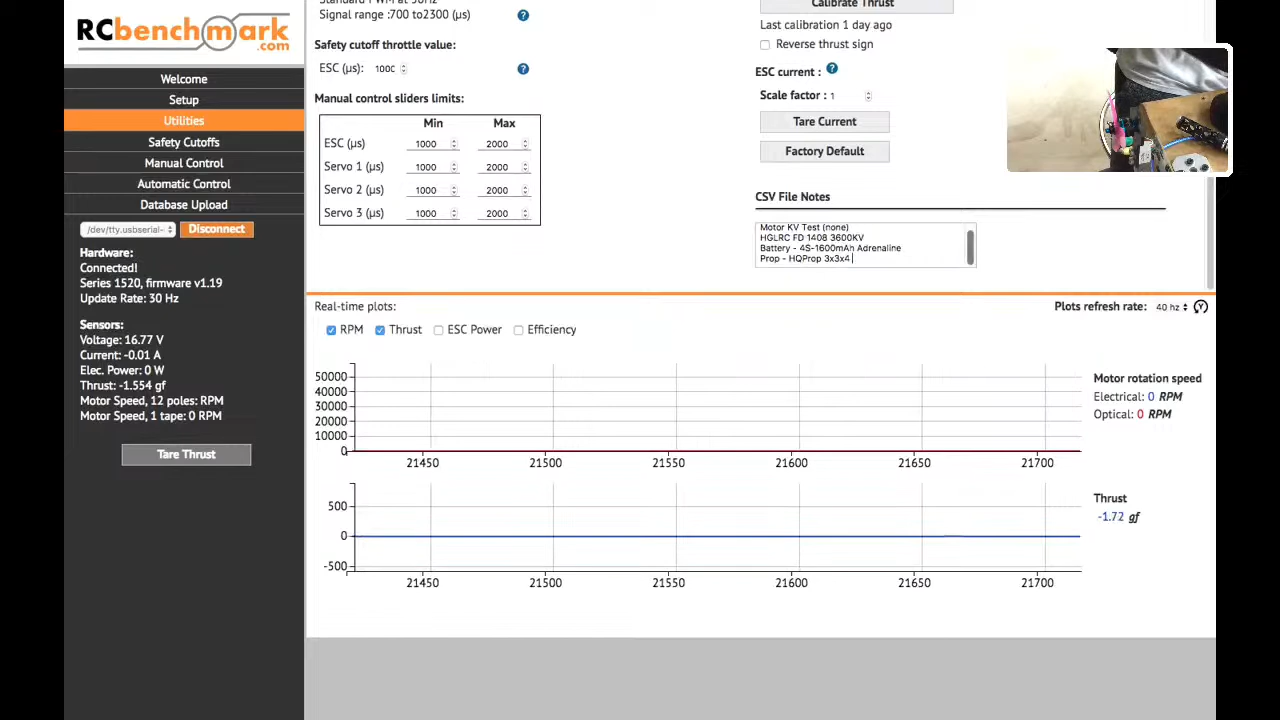 RCbenchmark
.com
Welcome
Setup
Utilities
Safety Cutoffs
Manual Control
Automatic Control
Database Upload
/dev/tty.usbserial-
Disconnect
Hardware:
Connected!
Series 1520, firmware v1.19
Update Rate: 30 Hz
Sensors:
Voltage: 16.77 V
Current: -0.01 A
Elec. Power: 0 W
Thrust: -1.554 gf
Motor Speed, 12 poles: RPM
Motor Speed, 1 tape: 0 RPM
Tare Thrust
Signal range :700 to2300 (µs)
?
Safety cutoff throttle value:
ESC (µs): 100C
?
Manual control sliders limits:
Min Max
ESC (µs) 1000 2000
Servo 1 (µs) 1000 2000
Servo 2 (µs) 1000 2000
Servo 3 (µs) 1000 2000
Calibrate Thrust
Last calibration 1 day ago
Reverse thrust sign
ESC current : ?
Scale factor : 1
Tare Current
Factory Default
CSV File Notes
Motor KV Test (none)
HGLRC FD 1408 3600KV
Battery - 4S-1600mAh Adrenaline
Prop - HQProp 3x3x4
Real-time plots:
Plots refresh rate: 40 hz
RPM Thrust ESC Power Efficiency
50000
40000
30000
20000
10000
0
21450 21500 21550 21600 21650 21700
Motor rotation speed
Electrical: 0 RPM
Optical: 0 RPM
500
0
-500
21450 21500 21550 21600 21650 21700
Thrust
-1.72 gf